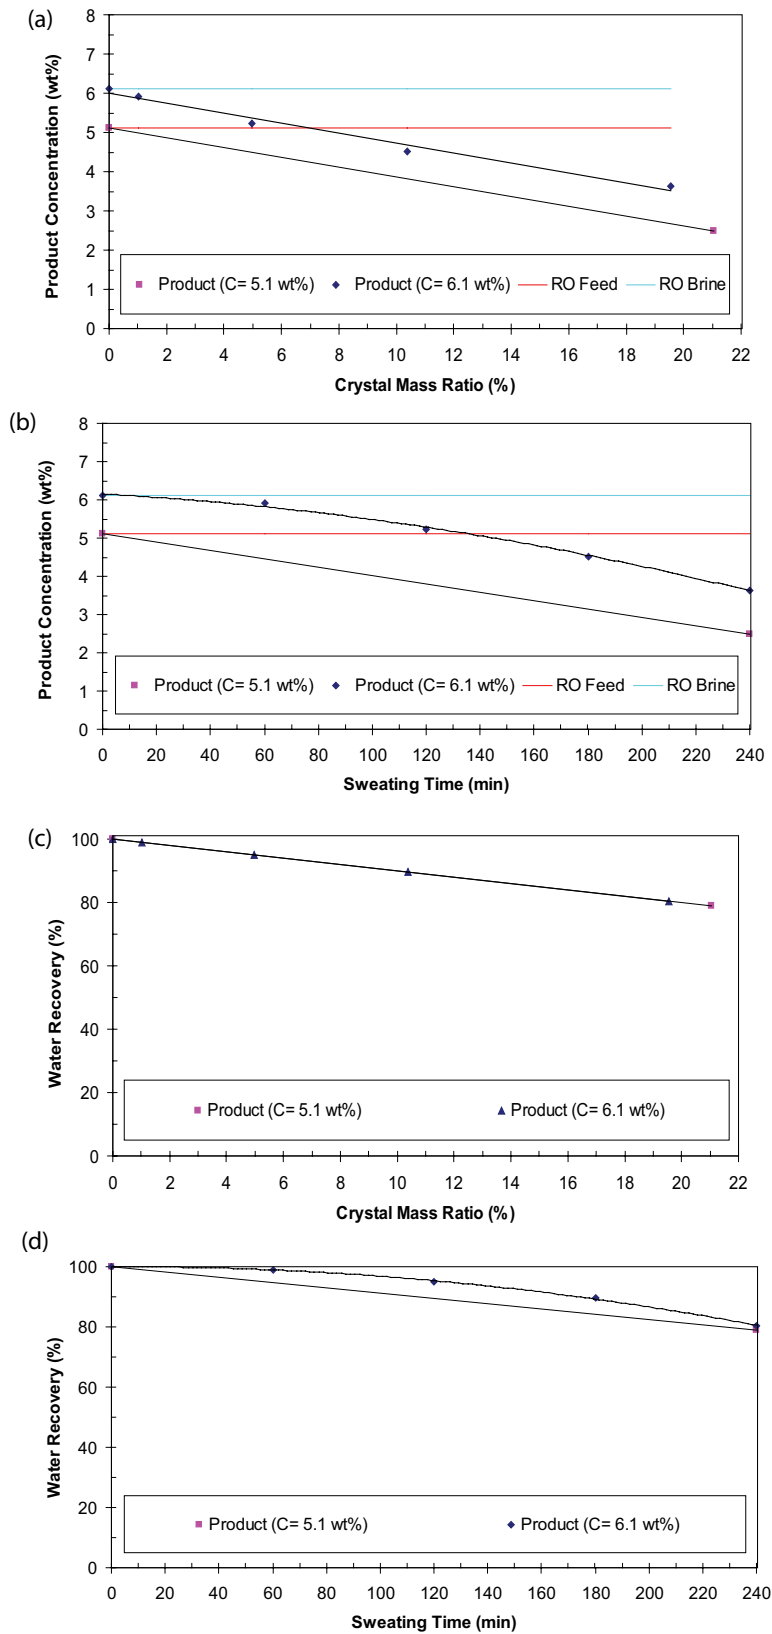 (a)
8
7
6
5
4
3
2
1
0
Product Concentration (wt%)
Product (C= 5.1 wt%) Product (C= 6.1 wt%) RO Feed RO Brine
0 2 4 6 8 10 12 14 16 18 20 22
Crystal Mass Ratio (%)
(b)
8
7
6
5
4
3
2
1
0
Product Concentration (wt%)
Product (C= 5.1 wt%) Product (C= 6.1 wt%) RO Feed RO Brine
0 20 40 60 80 100 120 140 160 180 200 220 240
Sweating Time (min)
(c)
100
80
60
40
20
0
Water Recovery (%)
Product (C= 5.1 wt%) Product (C= 6.1 wt%)
0 2 4 6 8 10 12 14 16 18 20 22
Crystal Mass Ratio (%)
(d)
100
80
60
40
20
0
Water Recovery (%)
Product (C= 5.1 wt%) Product (C= 6.1 wt%)
0 20 40 60 80 100 120 140 160 180 200 220 240
Sweating Time (min)